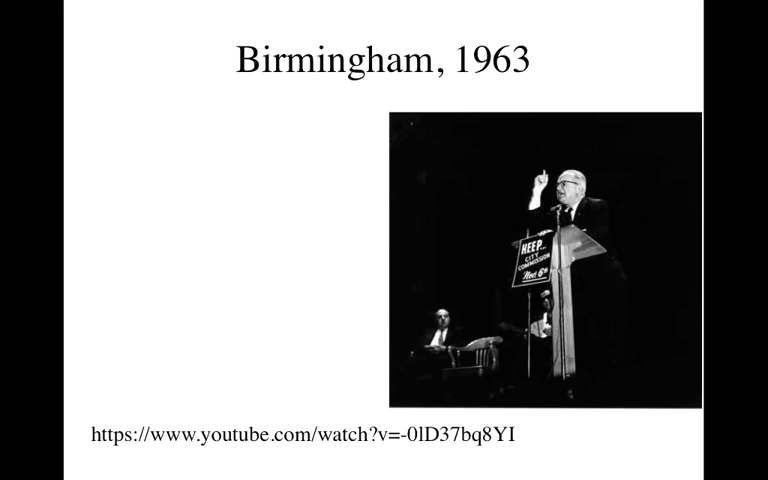 Birmingham, 1963
KEEP...
CITY
COMMISSION
Nov. 6th
https://www.youtube.com/watch?v=-0lD37bq8YI